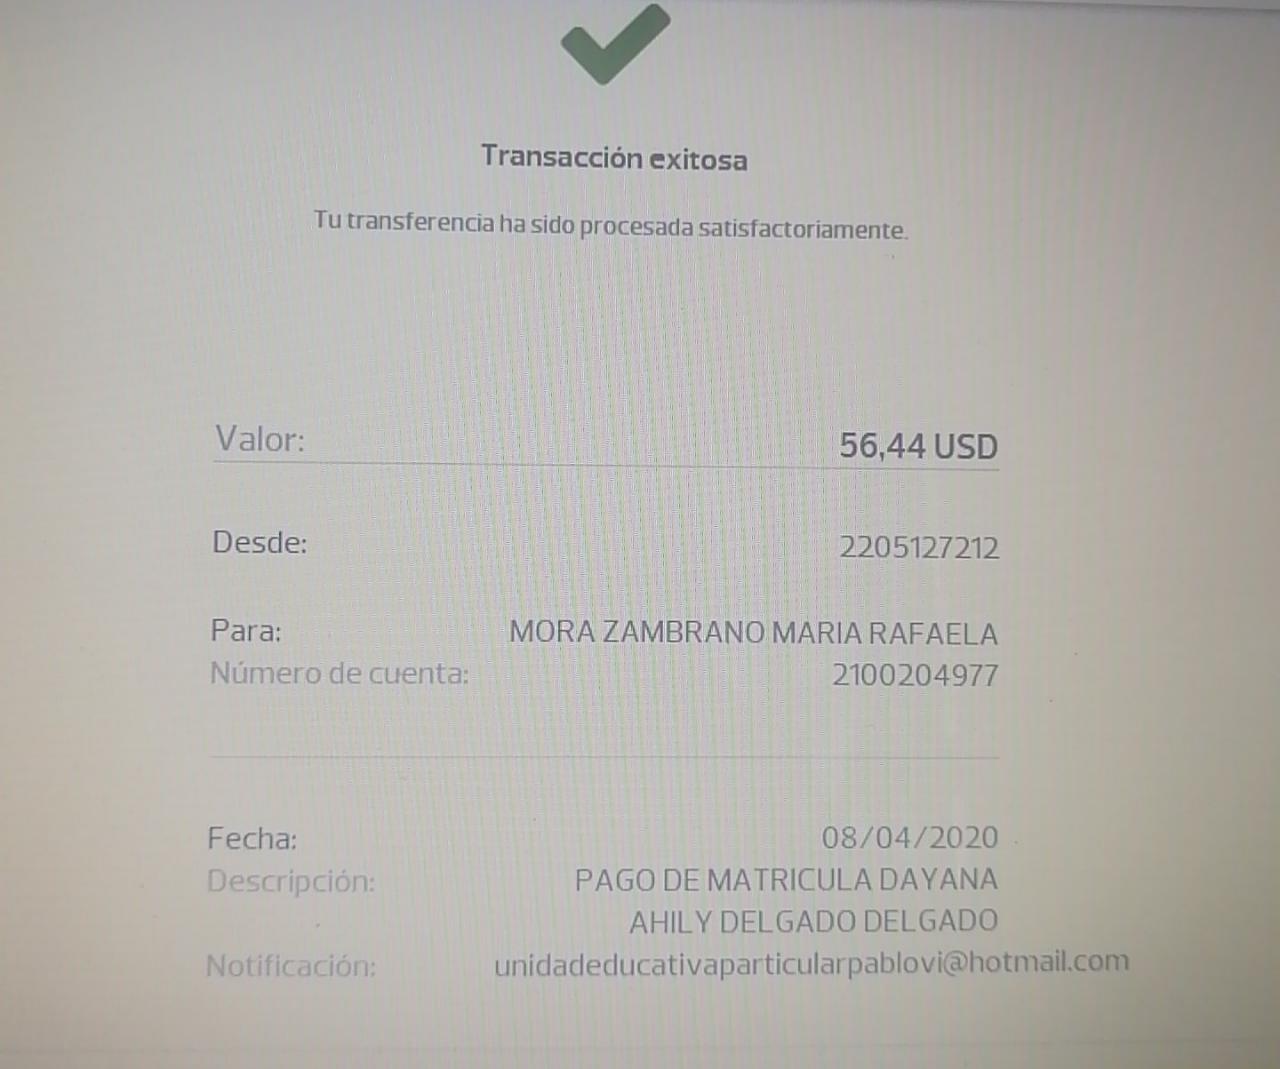 Transacción exitosa
Tu transferencia ha sido procesada satisfactoriamente.
Valor: 56,44 USD
Desde: 2205127212
Para: MORA ZAMBRANO MARIA RAFAELA
Número de cuenta: 2100204977
Fecha: 08/04/2020
Descripción: PAGO DE MATRICULA DAYANA
AHILY DELGADO DELGADO
Notificación: unidadeducativaparticularpablovi@hotmail.com